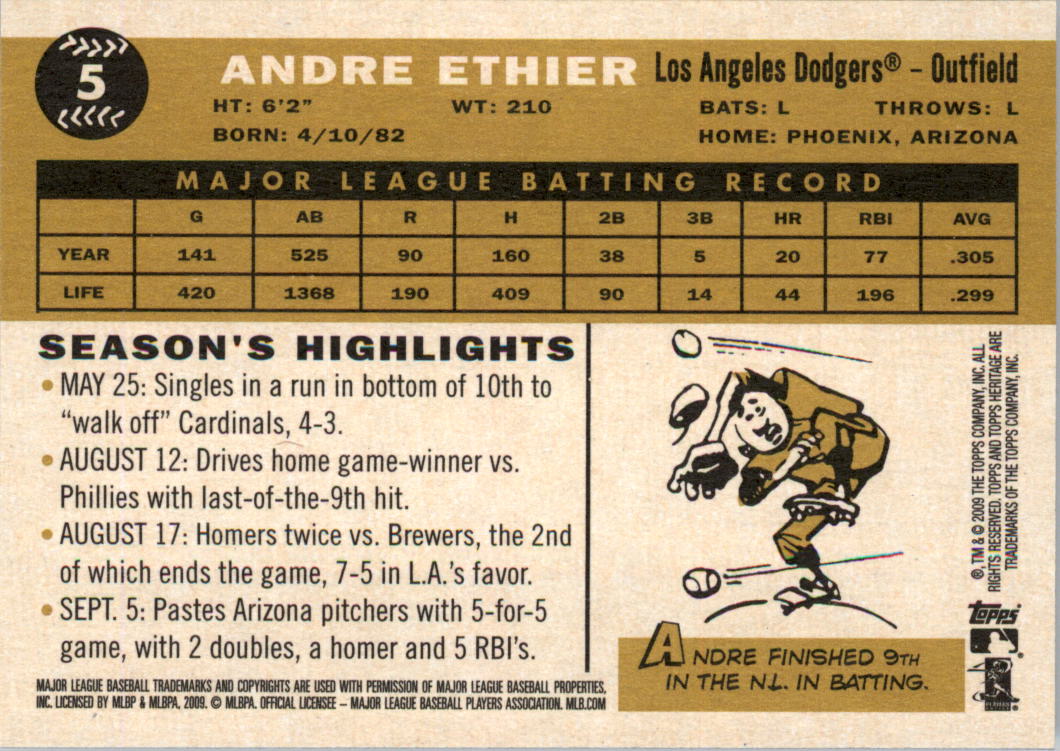 5
ANDRE ETHIER
Los Angeles Dodgers® – Outfield
HT: 6'2” WT: 210 BATS: L THROWS: L
BORN: 4/10/82 HOME: PHOENIX, ARIZONA
MAJOR LEAGUE BATTING RECORD
G AB R H 2B 3B HR RBI AVG
YEAR 141 525 90 160 38 5 20 77 .305
LIFE 420 1368 190 409 90 14 44 196 .299
SEASON'S HIGHLIGHTS
• MAY 25: Singles in a run in bottom of 10th to
“walk off” Cardinals, 4-3.
• AUGUST 12: Drives home game-winner vs.
Phillies with last-of-the-9th hit.
• AUGUST 17: Homers twice vs. Brewers, the 2nd
of which ends the game, 7-5 in L.A.'s favor.
• SEPT. 5: Pastes Arizona pitchers with 5-for-5
game, with 2 doubles, a homer and 5 RBI's.
MAJOR LEAGUE BASEBALL TRADEMARKS AND COPYRIGHTS ARE USED WITH PERMISSION OF MAJOR LEAGUE BASEBALL PROPERTIES,
INC. LICENSED BY MLBP & MLBPA, 2009. © MLBPA. OFFICIAL LICENSEE – MAJOR LEAGUE BASEBALL PLAYERS ASSOCIATION. MLB.COM
ANDRE FINISHED 9TH
IN THE N.L. IN BATTING.
®, TM & © 2009 THE TOPPS COMPANY, INC. ALL
RIGHTS RESERVED. TOPPS AND TOPPS HERITAGE ARE
TRADEMARKS OF THE TOPPS COMPANY, INC.
topps
®